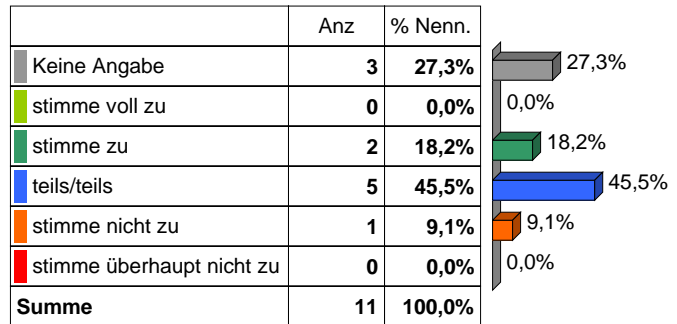 Anz % Nenn.
Keine Angabe 3 27,3% 27,3%
stimme voll zu 0 0,0% 0,0%
stimme zu 2 18,2% 18,2%
teils/teils 5 45,5% 45,5%
stimme nicht zu 1 9,1% 9,1%
stimme überhaupt nicht zu 0 0,0% 0,0%
Summe 11 100,0%